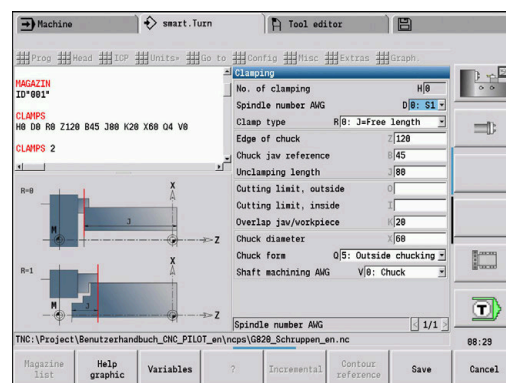 Machine
smart.Turn
Tool editor
Prog Head ICP Units» Go to Config Misc Extras Graph.
MAGAZIN
ID"001"
CLAMPS
H0 D0 R0 Z120 B45 J80 K20 X60 Q4 V0
CLAMPS 2
Clamping
No. of clamping H 0
Spindle number AWG D 0: S1
Clamp type R 0: J=Free length
Edge of chuck Z 120
Chuck jaw reference B 45
Unclamping length J 80
Cutting limit, outside O
Cutting limit, inside I
Overlap jaw/workpiece K 20
Chuck diameter X 60
Chuck form Q 5: Outside chucking
Shaft machining AWG V 0: Chuck
Spindle number AWG 1/1
R=0
X
J
M
Z
R=1
X
J
M
Z
T
TNC:\Project\Benutzerhandbuch_CNC_PILOT_en\ncps\G820_Schruppen_en.nc
08:29
Magazine list
Help graphic
Variables
?
Incremental
Contour reference
Save
Cancel